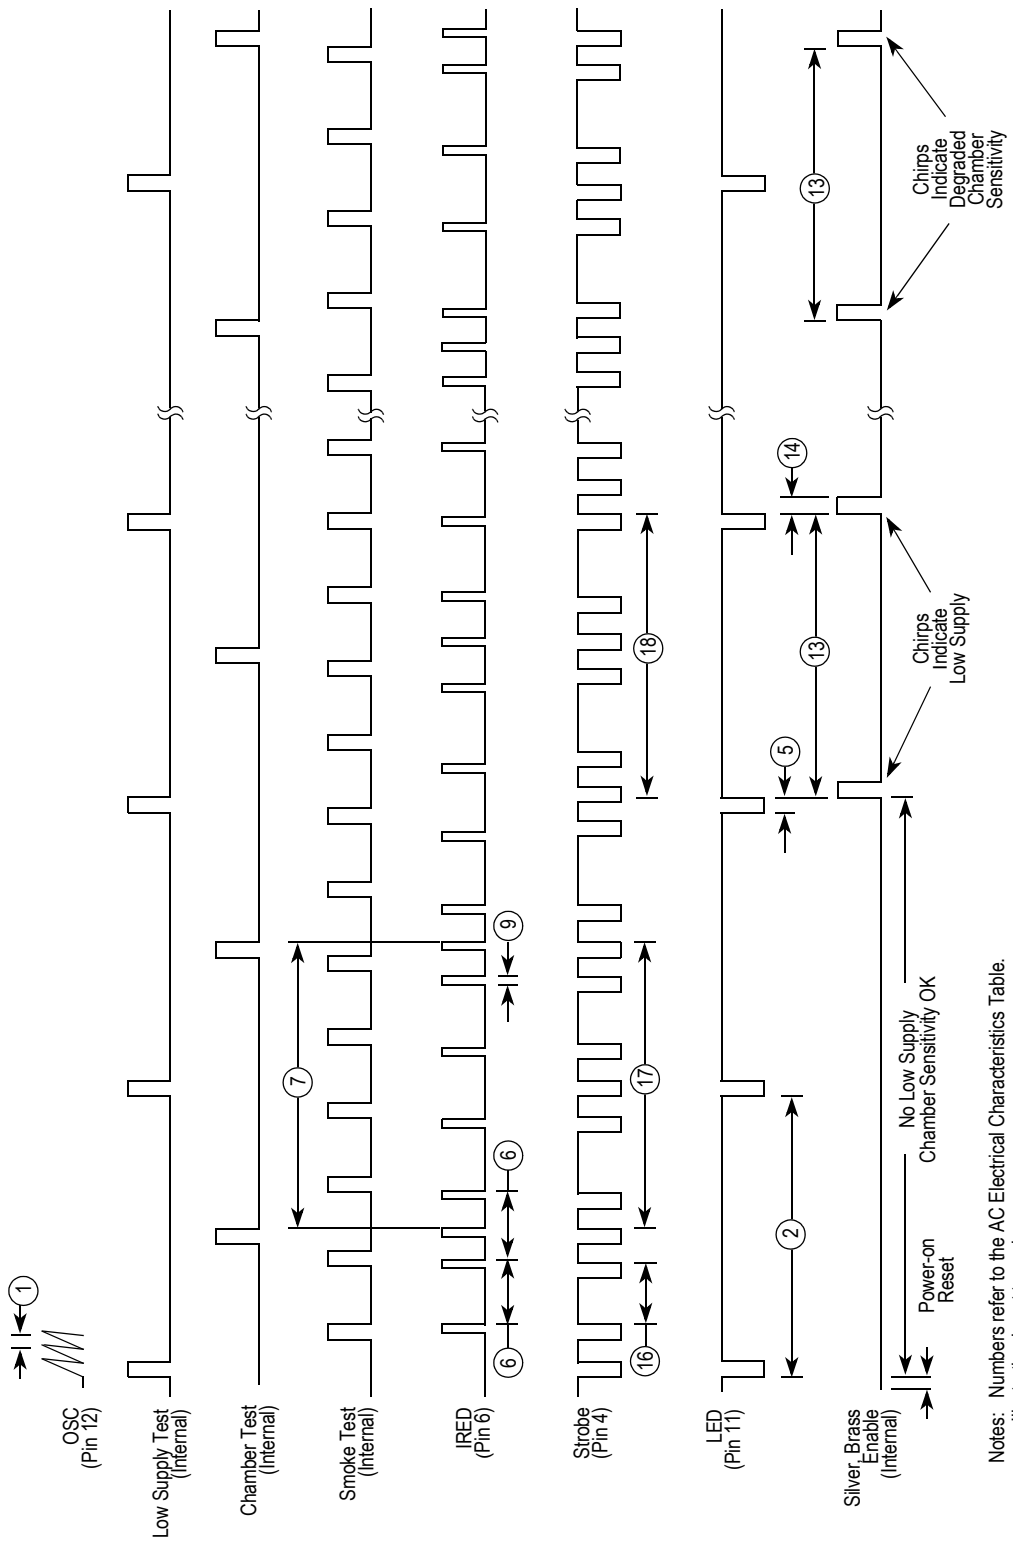 OSC
(Pin 12)
1
Low Supply Test
(Internal)
Chamber Test
(Internal)
7
Smoke Test
(Internal)
IRED
(Pin 6)
6
6
9
Strobe
(Pin 4)
16
17
18
LED
(Pin 11)
2
5
13
14
13
Silver, Brass
Enable
(Internal)
Power-on
Reset
No Low Supply
Chamber Sensitivity OK
Chirps
Indicate
Low Supply
Chirps
Indicate
Degraded
Chamber
Sensitivity
Notes: Numbers refer to the AC Electrical Characteristics Table.